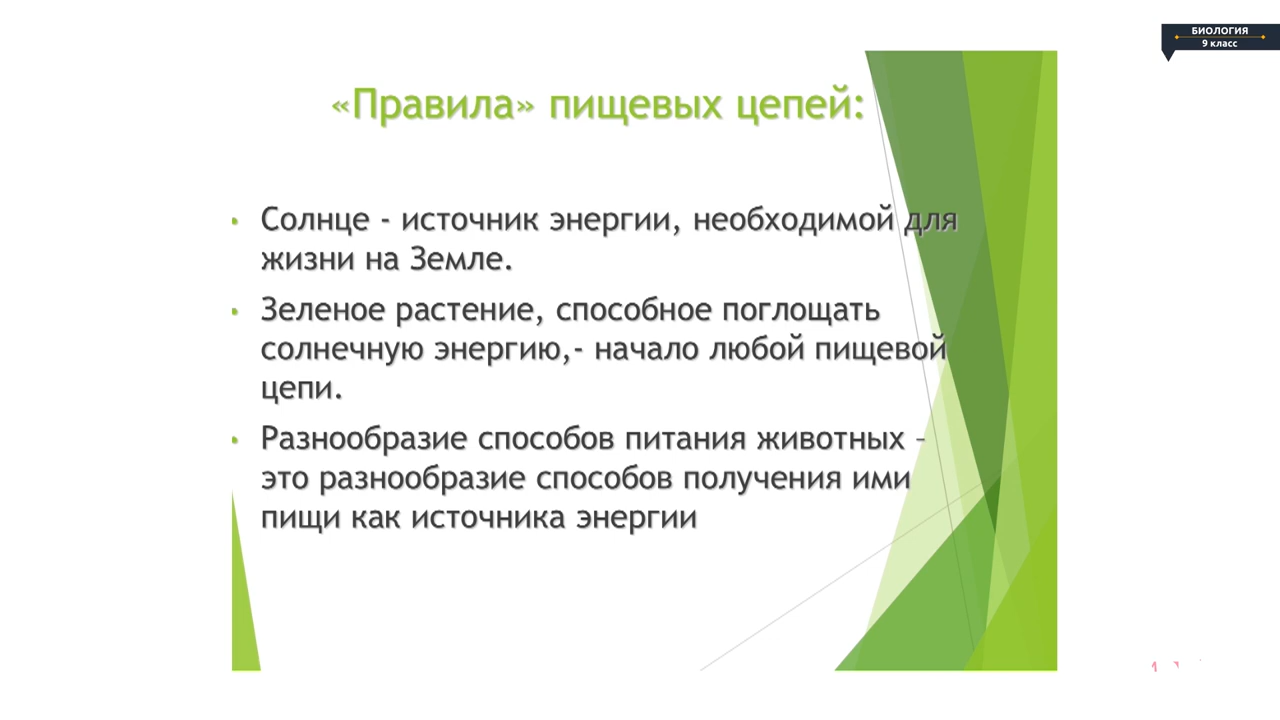 БИОЛОГИЯ
9 класс
«Правила» пищевых цепей:
• Солнце - источник энергии, необходимой для
жизни на Земле.
• Зеленое растение, способное поглощать
солнечную энергию,- начало любой пищевой
цепи.
• Разнообразие способов питания животных –
это разнообразие способов получения ими
пищи как источника энергии